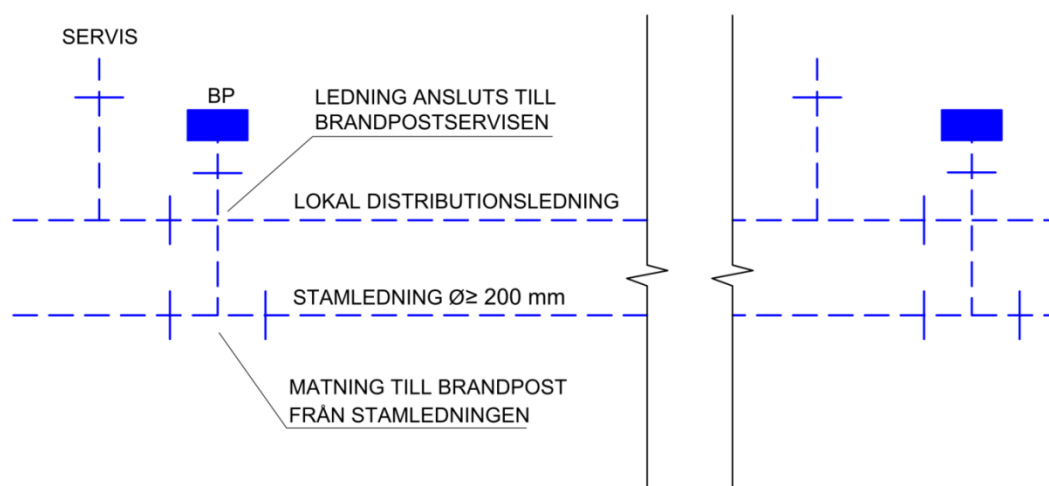 SERVIS
BP
LEDNING ANSLUTS TILL
BRANDPOSTSERVISEN
LOKAL DISTRIBUTIONSLEDNING
STAMLEDNING Ø≥ 200 mm
MATNING TILL BRANDPOST
FRÅN STAMLEDNINGEN